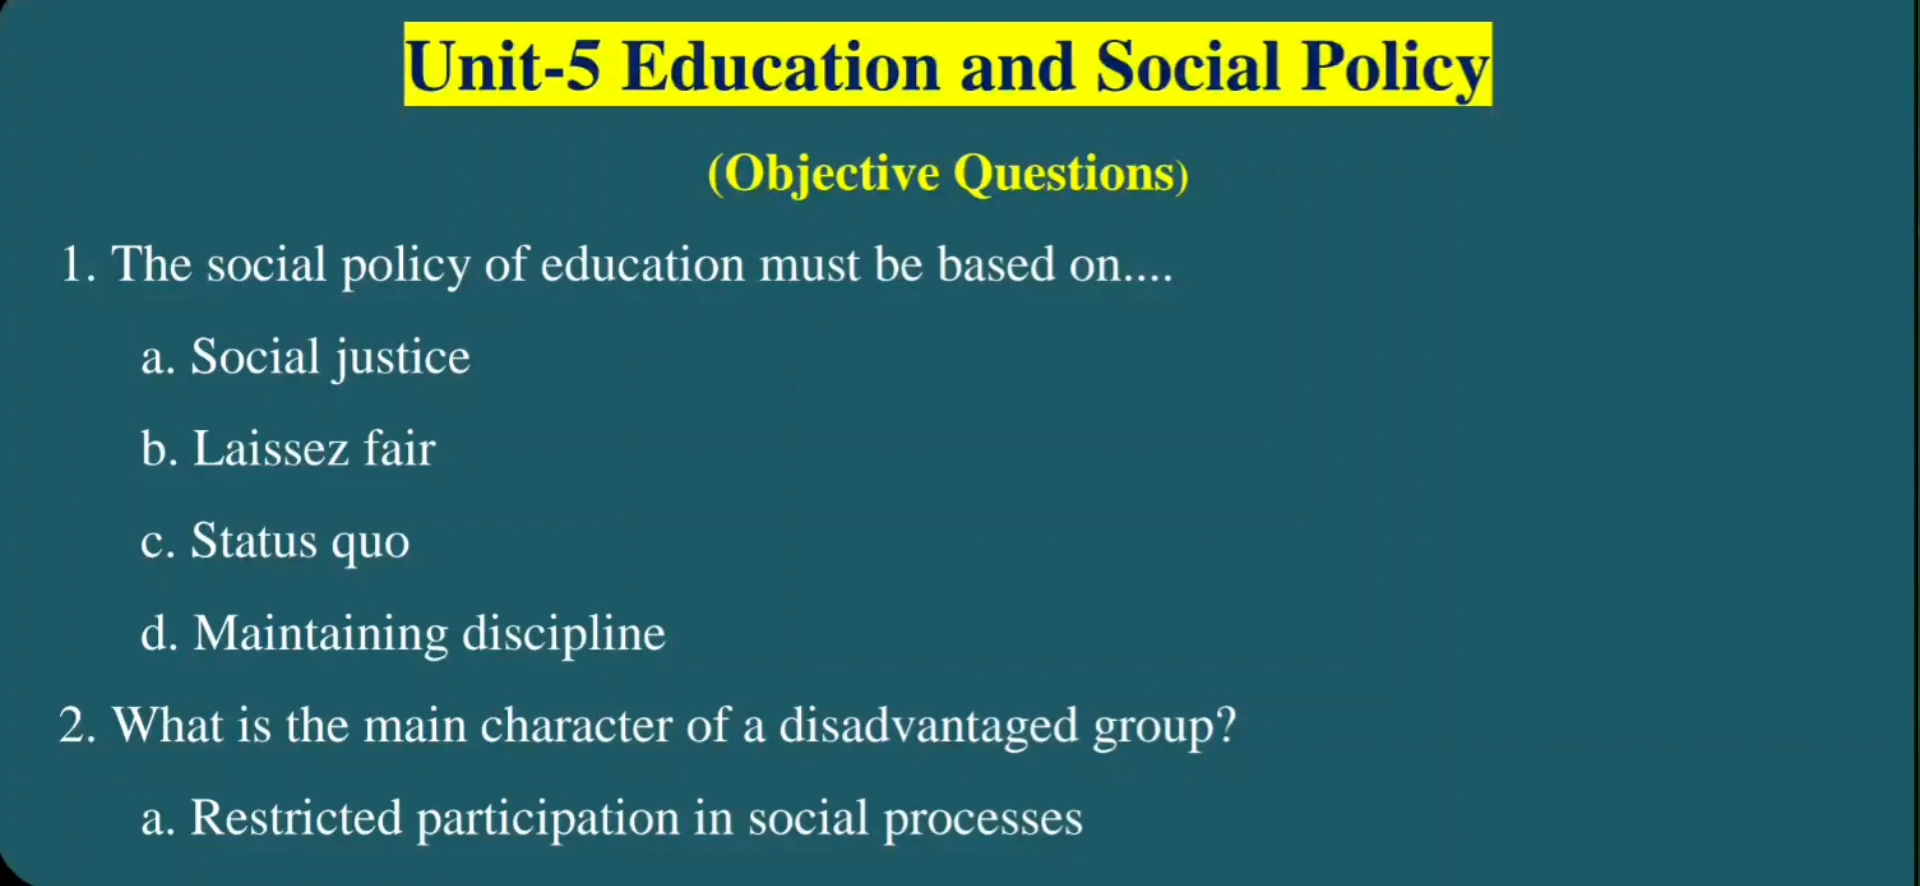 Unit-5 Education and Social Policy
(Objective Questions)
1. The social policy of education must be based on....
a. Social justice
b. Laissez fair
c. Status quo
d. Maintaining discipline
2. What is the main character of a disadvantaged group?
a. Restricted participation in social processes